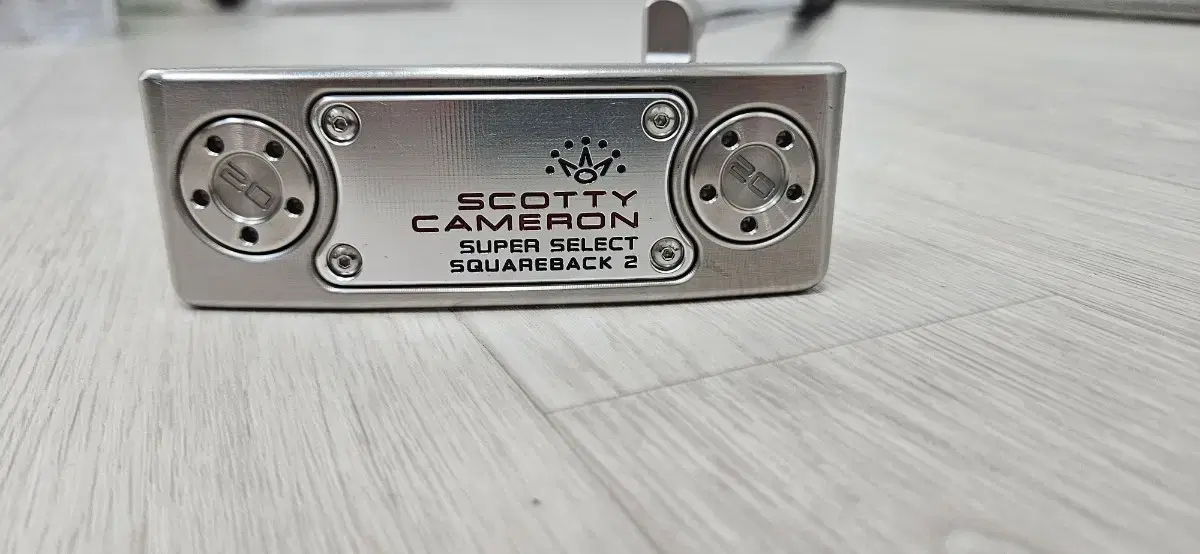 20
SCOTTY
CAMERON
SUPER SELECT
SQUAREBACK 2
20